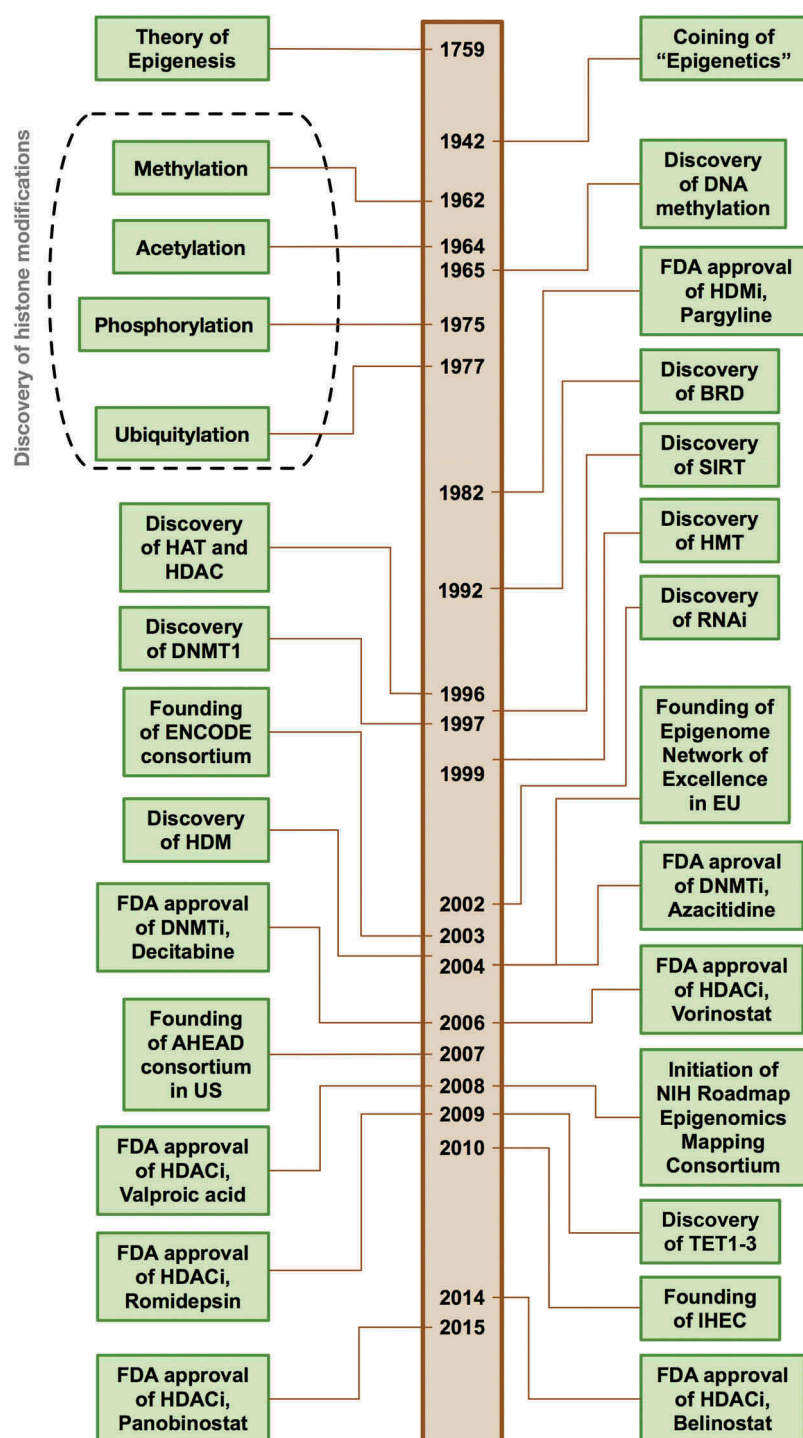 Theory of
Epigenesis
1759
Coining of
“Epigenetics”
1942
Discovery of histone modifications
Methylation
1962
Discovery
of DNA
methylation
Acetylation
1964
1965
FDA approval
of HDMi,
Pargyline
Phosphorylation
1975
1977
Discovery
of BRD
Ubiquitylation
Discovery
of SIRT
1982
Discovery
of HAT and
HDAC
Discovery
of HMT
1992
Discovery
of RNAi
Discovery
of DNMT1
1996
1997
Founding
of ENCODE
consortium
Founding of
Epigenome
Network of
Excellence
in EU
1999
Discovery
of HDM
2002
2003
2004
FDA aproval
of DNMTi,
Azacitidine
FDA approval
of DNMTi,
Decitabine
FDA approval
of HDACi,
Vorinostat
2006
Founding
of AHEAD
consortium
in US
2007
2008
2009
2010
Initiation of
NIH Roadmap
Epigenomics
Mapping
Consortium
FDA approval
of HDACi,
Valproic acid
Discovery
of TET1-3
FDA approval
of HDACi,
Romidepsin
2014
2015
Founding
of IHEC
FDA approval
of HDACi,
Panobinostat
FDA approval
of HDACi,
Belinostat